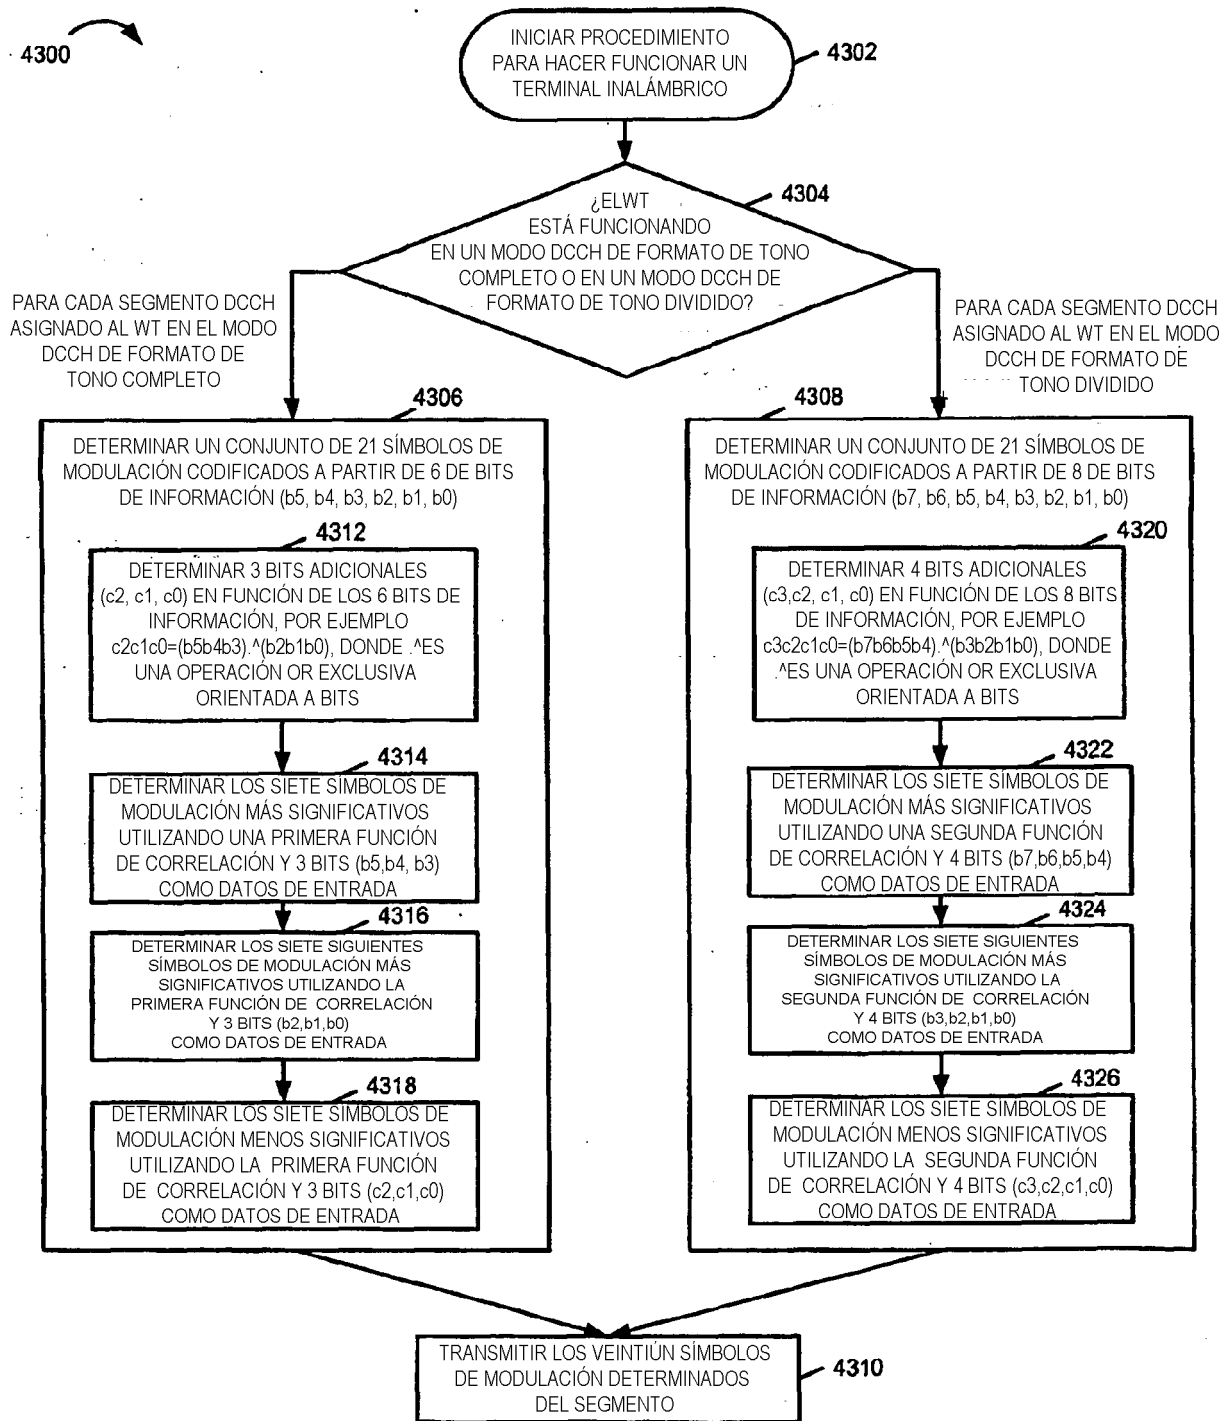 4300
INICIAR PROCEDIMIENTO
PARA HACER FUNCIONAR UN
TERMINAL INALÁMBRICO
4302
4304
¿ELWT
ESTÁ FUNCIONANDO
EN UN MODO DCCH DE FORMATO DE TONO
COMPLETO O EN UN MODO DCCH DE
FORMATO DE TONO DIVIDIDO?
PARA CADA SEGMENTO DCCH
ASIGNADO AL WT EN EL MODO
DCCH DE FORMATO DE
TONO COMPLETO
PARA CADA SEGMENTO DCCH
ASIGNADO AL WT EN EL MODO
DCCH DE FORMATO DE
TONO DIVIDIDO
4306
DETERMINAR UN CONJUNTO DE 21 SÍMBOLOS DE
MODULACIÓN CODIFICADOS A PARTIR DE 6 DE BITS
DE INFORMACIÓN (b5, b4, b3, b2, b1, b0)
4312
DETERMINAR 3 BITS ADICIONALES
(c2, c1, c0) EN FUNCIÓN DE LOS 6 BITS DE
INFORMACIÓN, POR EJEMPLO
c2c1c0=(b5b4b3).^(b2b1b0), DONDE .^ES
UNA OPERACIÓN OR EXCLUSIVA
ORIENTADA A BITS
4314
DETERMINAR LOS SIETE SÍMBOLOS DE
MODULACIÓN MÁS SIGNIFICATIVOS
UTILIZANDO UNA PRIMERA FUNCIÓN
DE CORRELACIÓN Y 3 BITS (b5,b4, b3)
COMO DATOS DE ENTRADA
4316
DETERMINAR LOS SIETE SIGUIENTES
SÍMBOLOS DE MODULACIÓN MÁS
SIGNIFICATIVOS UTILIZANDO LA
PRIMERA FUNCIÓN DE CORRELACIÓN
Y 3 BITS (b2,b1,b0)
COMO DATOS DE ENTRADA
4318
DETERMINAR LOS SIETE SÍMBOLOS DE
MODULACIÓN MENOS SIGNIFICATIVOS
UTILIZANDO LA PRIMERA FUNCIÓN
DE CORRELACIÓN Y 3 BITS (c2,c1,c0)
COMO DATOS DE ENTRADA
4308
DETERMINAR UN CONJUNTO DE 21 SÍMBOLOS DE
MODULACIÓN CODIFICADOS A PARTIR DE 8 DE BITS
DE INFORMACIÓN (b7, b6, b5, b4, b3, b2, b1, b0)
4320
DETERMINAR 4 BITS ADICIONALES
(c3,c2, c1, c0) EN FUNCIÓN DE LOS 8 BITS
DE INFORMACIÓN, POR EJEMPLO
c3c2c1c0=(b7b6b5b4).^(b3b2b1b0), DONDE
.^ES UNA OPERACIÓN OR EXCLUSIVA
ORIENTADA A BITS
4322
DETERMINAR LOS SIETE SÍMBOLOS DE
MODULACIÓN MÁS SIGNIFICATIVOS
UTILIZANDO UNA SEGUNDA FUNCIÓN
DE CORRELACIÓN Y 4 BITS (b7,b6,b5,b4)
COMO DATOS DE ENTRADA
4324
DETERMINAR LOS SIETE SIGUIENTES
SÍMBOLOS DE MODULACIÓN MÁS
SIGNIFICATIVOS UTILIZANDO LA
SEGUNDA FUNCIÓN DE CORRELACIÓN
Y 4 BITS (b3,b2,b1,b0)
COMO DATOS DE ENTRADA
4326
DETERMINAR LOS SIETE SÍMBOLOS DE
MODULACIÓN MENOS SIGNIFICATIVOS
UTILIZANDO LA SEGUNDA FUNCIÓN
DE CORRELACIÓN Y 4 BITS (c3,c2,c1,c0)
COMO DATOS DE ENTRADA
TRANSMITIR LOS VEINTIÚN SÍMBOLOS
DE MODULACIÓN DETERMINADOS
DEL SEGMENTO
4310